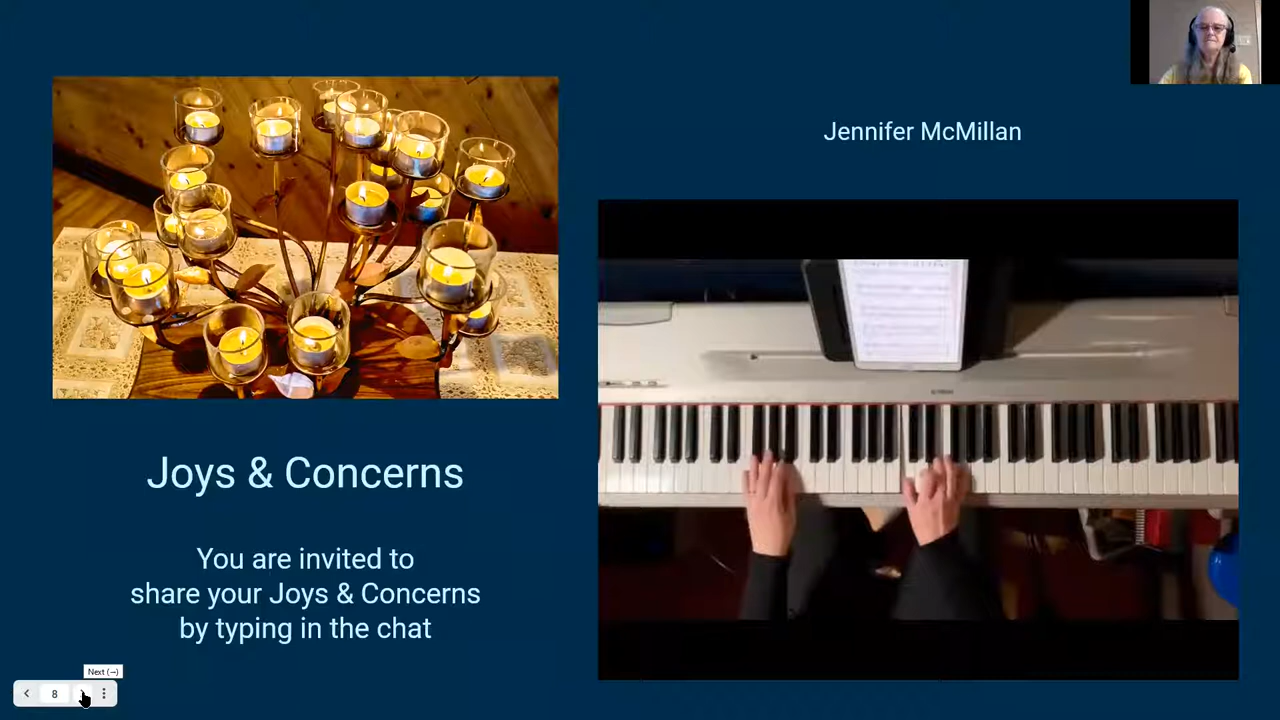 Jennifer McMillan
Joys & Concerns
You are invited to
share your Joys & Concerns
by typing in the chat
Next (→)
8